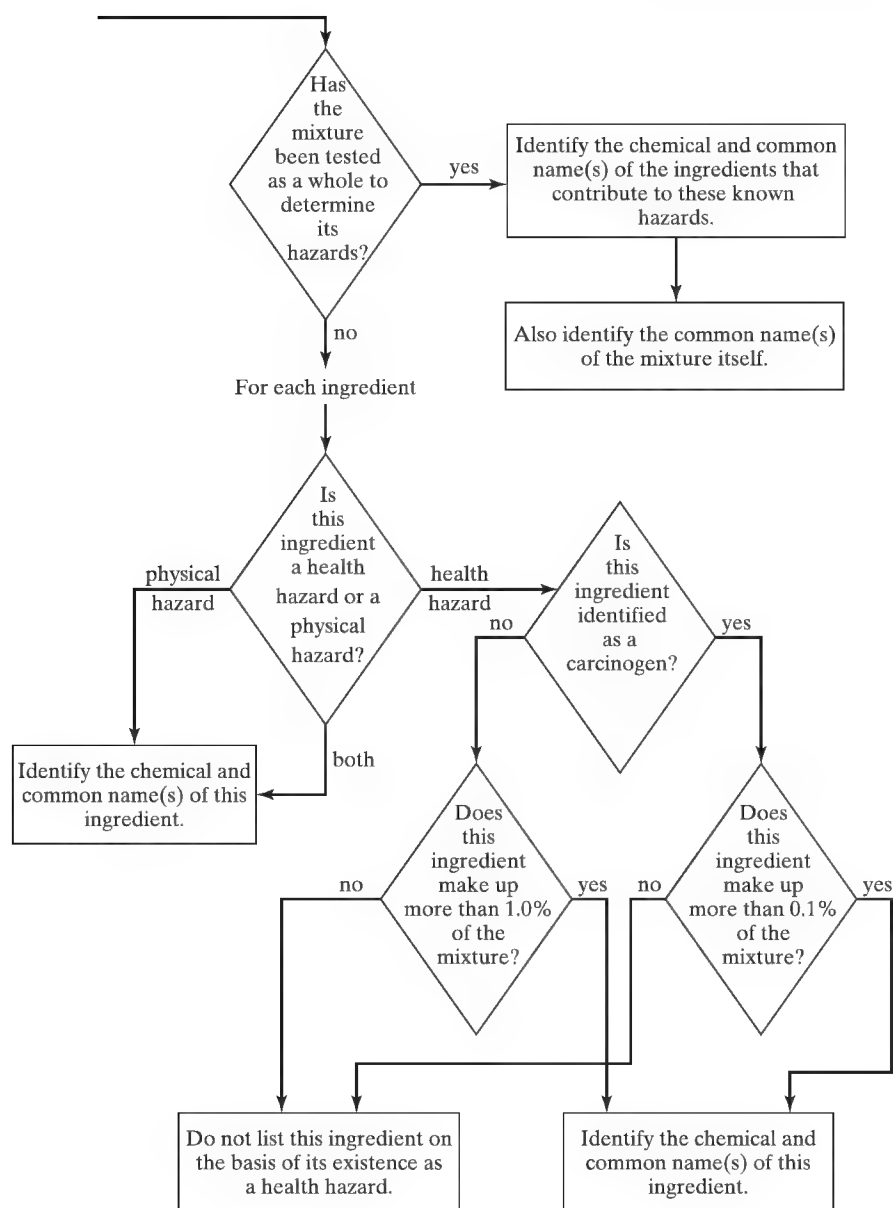 Has
the
mixture
been tested
as a whole to
determine
its
hazards?
yes
Identify the chemical and common
name(s) of the ingredients that
contribute to these known
hazards.
Also identify the common name(s)
of the mixture itself.
no
For each ingredient
Is
this
ingredient
a health
hazard or a
physical
hazard?
physical
hazard
health
hazard
both
Identify the chemical and
common name(s) of this
ingredient.
Is
this
ingredient
identified
as a
carcinogen?
no
yes
Does
this
ingredient
make up
more than 1.0%
of the
mixture?
no
yes
Does
this
ingredient
make up
more than 0.1%
of the
mixture?
no
yes
Do not list this ingredient on
the basis of its existence as
a health hazard.
Identify the chemical and
common name(s) of this
ingredient.